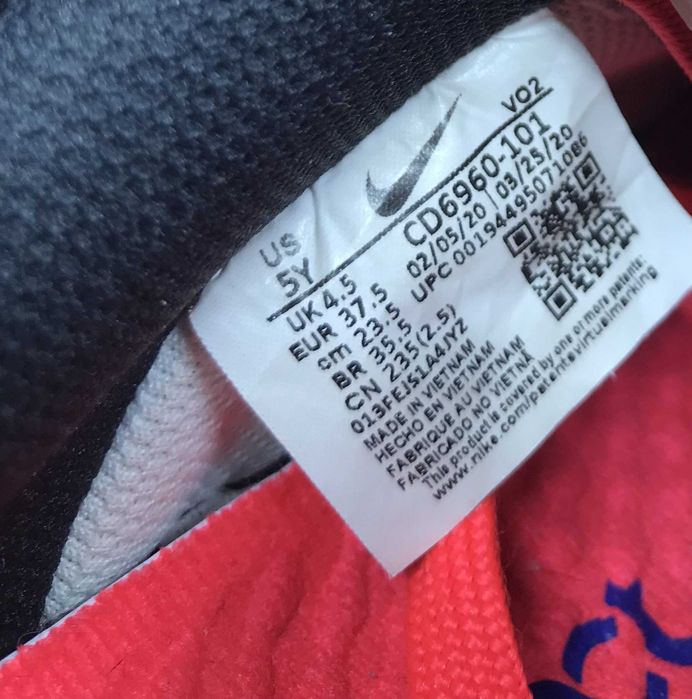 VO2
US
5Y
CD6960-101
UK 4.5
02/05/20 | 03/25/20
EUR 37.5
UPC 00194495071086
cm 23.5
BR 35.5
CN 235(2.5)
013FEJS1A4JYZ
MADE IN VIETNAM
HECHO EN VIETNAM
FABRIQUE AU VIETNAM
FABRICADO NO VIETNÃ
This product is covered by one or more patents:
www.nike.com/patentsvirtualmarking